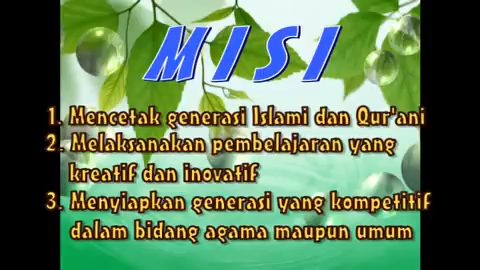 MISI
1. Mencetak generasi Islami dan Qur'ani
2. Melaksanakan pembelajaran yang
kreatif dan inovatif
3. Menyiapkan generasi yang kompetitif
dalam bidang agama maupun umum